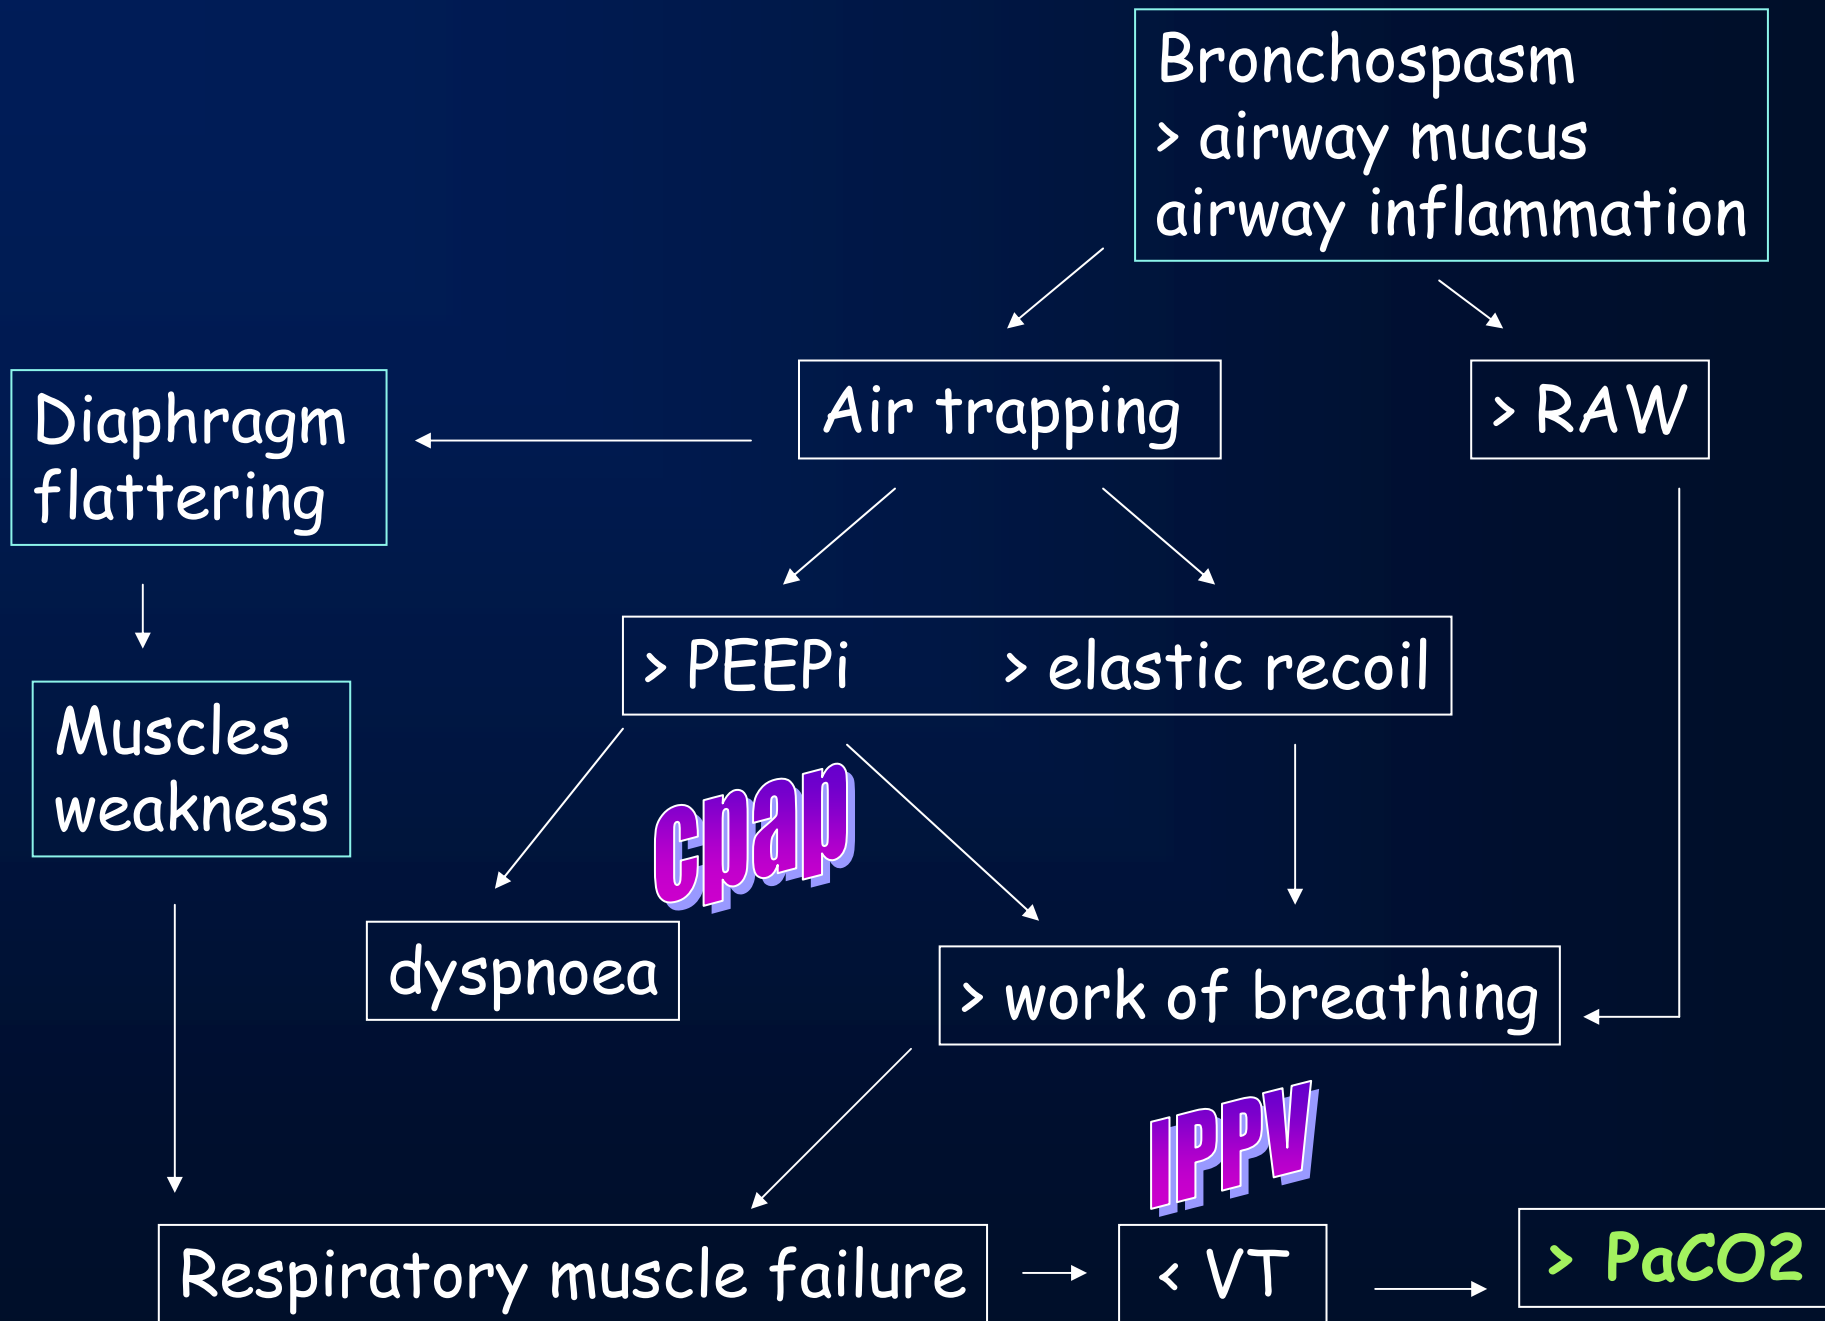 Bronchospasm
> airway mucus
airway inflammation
Diaphragm
flattering
Air trapping
> RAW
> PEEPi > elastic recoil
Muscles
weakness
cpap
dyspnoea
> work of breathing
IPPV
Respiratory muscle failure
< VT
> PaCO2